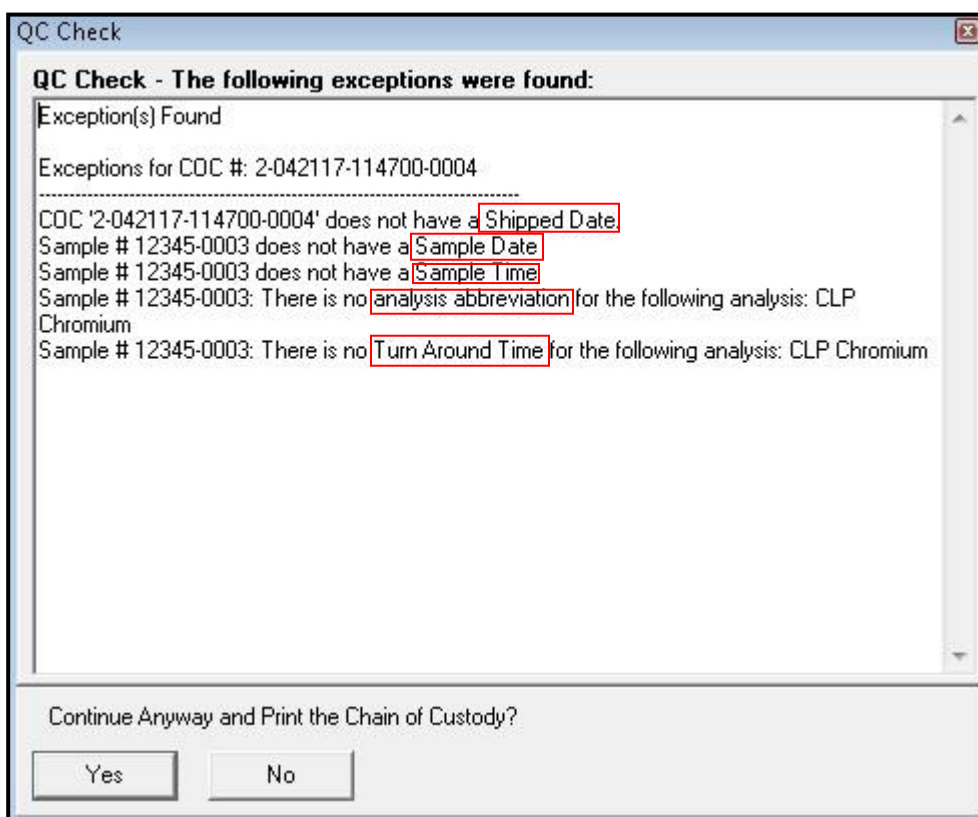 QC Check
QC Check - The following exceptions were found:
Exception(s) Found
Exceptions for COC #: 2-042117-114700-0004
--------------------------------------------------------------------------------
COC '2-042117-114700-0004' does not have a Shipped Date.
Sample # 12345-0003 does not have a Sample Date
Sample # 12345-0003 does not have a Sample Time
Sample # 12345-0003: There is no analysis abbreviation for the following analysis: CLP
Chromium
Sample # 12345-0003: There is no Turn Around Time for the following analysis: CLP Chromium
Continue Anyway and Print the Chain of Custody?
Yes No